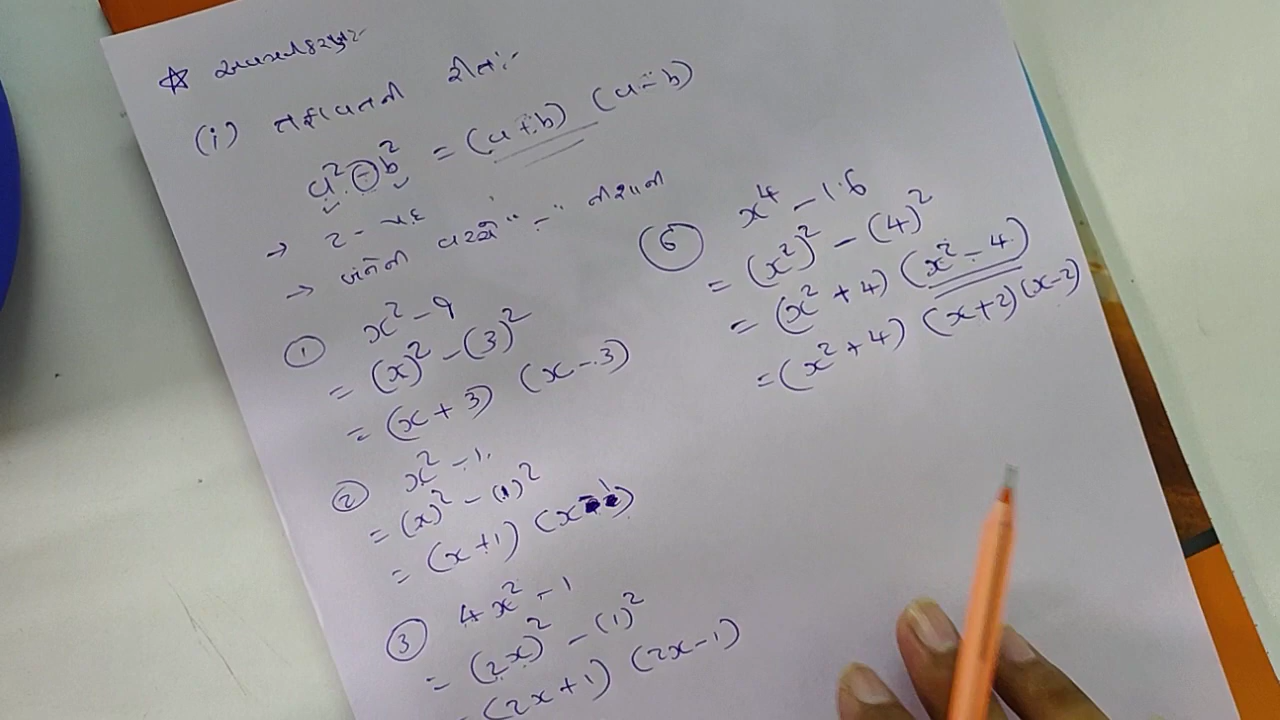 ☆ અવયવીકરણ:-
(i) તફાવતની રીત:-
a² - b² = (a + b) (a - b)
→ 2 - પદ
→ બંનેની વચ્ચે "-" નીશાની
① x² - 9
= (x)² - (3)²
= (x + 3) (x - 3)
② x² - 1
= (x)² - (1)²
= (x + 1) (x - 1)
③ 4x² - 1
= (2x)² - (1)²
= (2x + 1) (2x - 1)
⑥ x⁴ - 16
= (x²)² - (4)²
= (x² + 4) (x² - 4)
= (x² + 4) (x + 2) (x - 2)